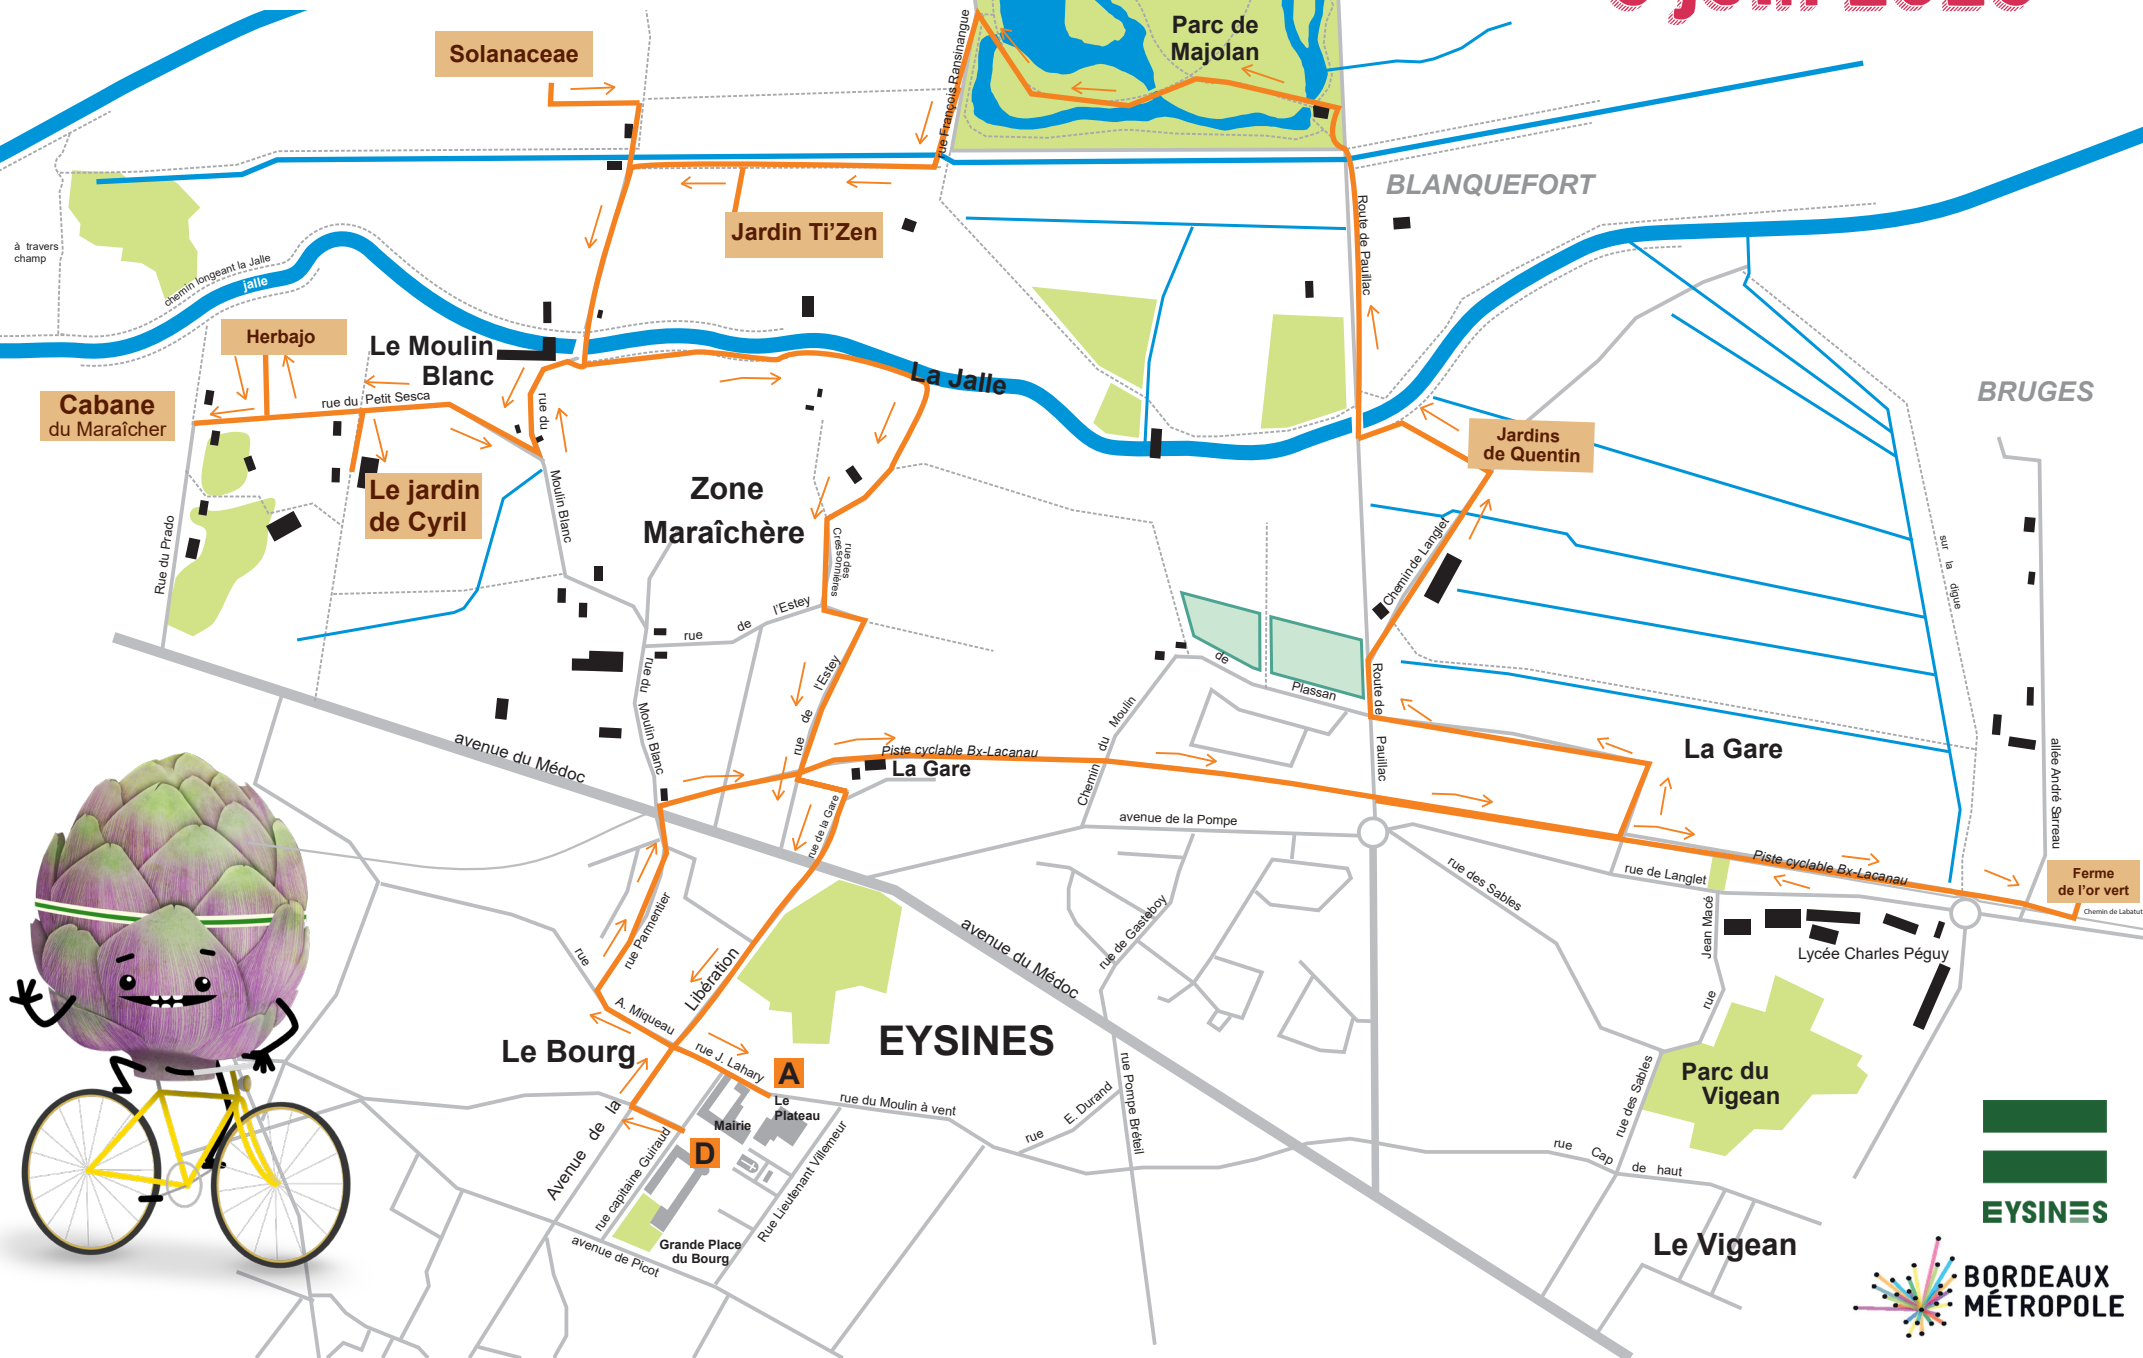 Parc de
Majolan
Solanaceae
rue François Ransinangue
BLANQUEFORT
Jardin Ti'Zen
Route de Pauillac
à travers
champ
chemin longeant la Jalle
jalle
Herbajo
Le Moulin
Blanc
La Jalle
BRUGES
Cabane
du Maraîcher
rue du Petit Sesca
rue du
Moulin Blanc
Jardins
de Quentin
Le jardin
de Cyril
Zone
Maraîchère
Rue du Prado
rue des
Cressonnières
Chemin de Langlet
sur la digue
rue de l'Estey
rue du Moulin Blanc
rue de l'Estey
de Plassan
Chemin du Moulin
Route de Pauillac
avenue du Médoc
Piste cyclable Bx-Lacanau
La Gare
La Gare
allée André Sarreau
rue de la Gare
avenue de la Pompe
Piste cyclable Bx-Lacanau
rue de Langlet
rue des Sables
Ferme
de l'or vert
Chemin de Labatut
rue Parmentier
rue
A. Miqueau
Libération
avenue du Médoc
rue de Gasteboy
rue Jean Macé
Lycée Charles Péguy
EYSINES
Le Bourg
rue J. Lahary
A
Le
Plateau
Mairie
D
rue du Moulin à vent
rue E. Durand
rue Pompe Bréteil
Parc du
Vigean
rue des Sables
rue Cap de haut
Avenue de la
rue capitaine Guiraud
Rue Lieutenant Villemeur
Grande Place
du Bourg
avenue de Picot
Le Vigean
EYSINES
BORDEAUX
MÉTROPOLE